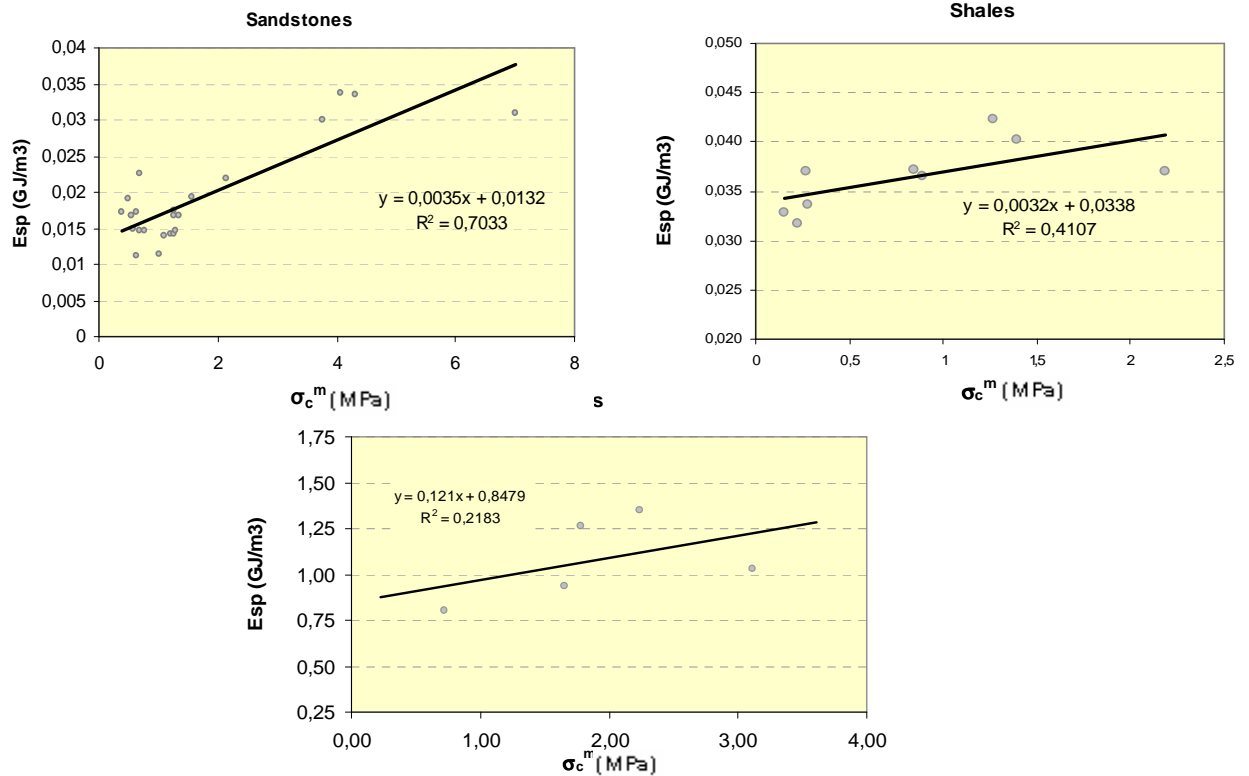 Sandstones
0,04
0,035
0,03
0,025
0,02
0,015
0,01
0,005
0
Esp (GJ/m3)
y = 0,0035x + 0,0132
R² = 0,7033
0 2 4 6 8
σcᵐ (MPa)
Shales
0,050
0,045
0,040
0,035
0,030
0,025
0,020
Esp (GJ/m3)
y = 0,0032x + 0,0338
R² = 0,4107
0 0,5 1 1,5 2 2,5
σcᵐ (MPa)
s
1,75
1,50
1,25
1,00
0,75
0,50
0,25
Esp (GJ/m3)
y = 0,121x + 0,8479
R² = 0,2183
0,00 1,00 2,00 3,00 4,00
σcᵐ (MPa)